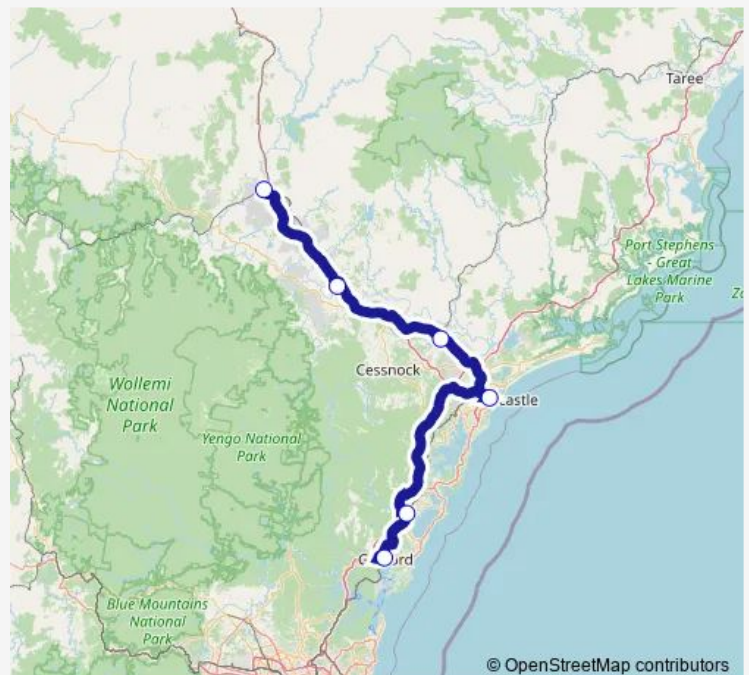 Taree
Port Stephens
- Great
Lakes Marine
Park
Cessnock
Wollemi
National
Park
astle
Yengo National
Park
Blue Mountains
National
Park
© OpenStreetMap contributors